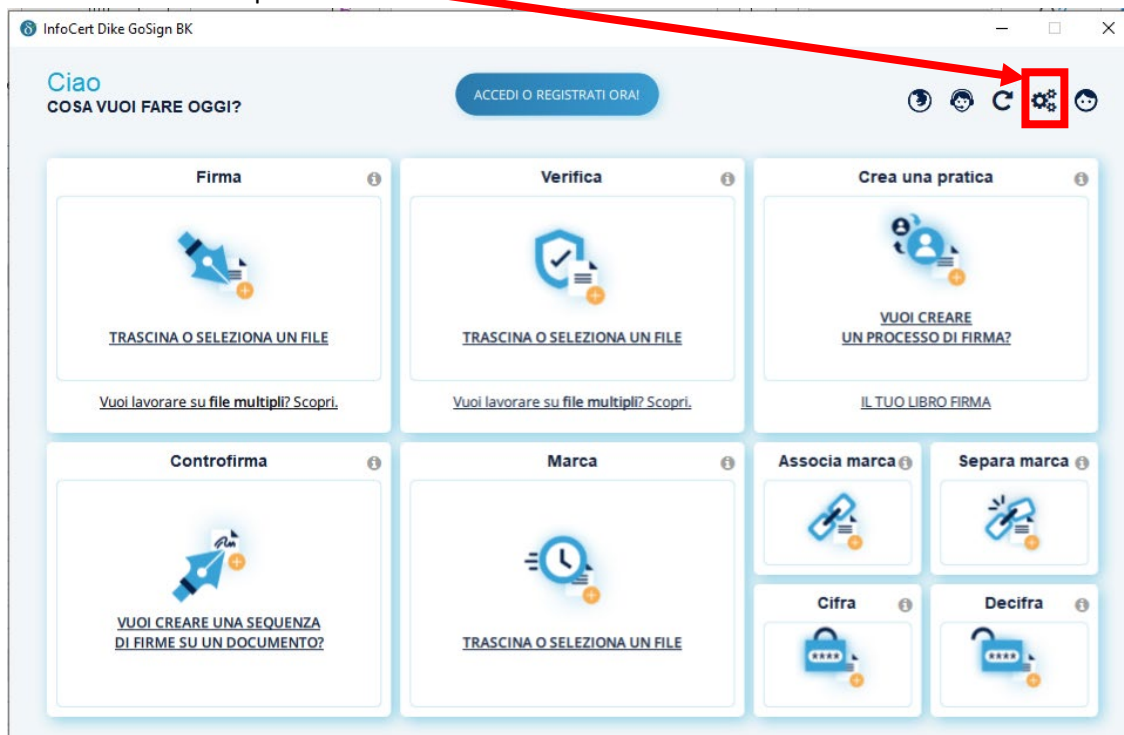 InfoCert Dike GoSign BK
Ciao
COSA VUOI FARE OGGI?
ACCEDI O REGISTRATI ORA!
Firma
TRASCINA O SELEZIONA UN FILE
Vuoi lavorare su file multipli? Scopri.
Verifica
TRASCINA O SELEZIONA UN FILE
Vuoi lavorare su file multipli? Scopri.
Crea una pratica
VUOI CREARE
UN PROCESSO DI FIRMA?
IL TUO LIBRO FIRMA
Controfirma
VUOI CREARE UNA SEQUENZA
DI FIRME SU UN DOCUMENTO?
Marca
TRASCINA O SELEZIONA UN FILE
Associa marca
Separa marca
Cifra
****
Decifra
****